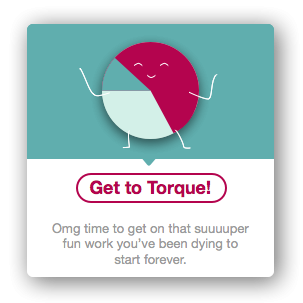 Get to Torque!
Omg time to get on that suuuuper
fun work you've been dying to
start forever.